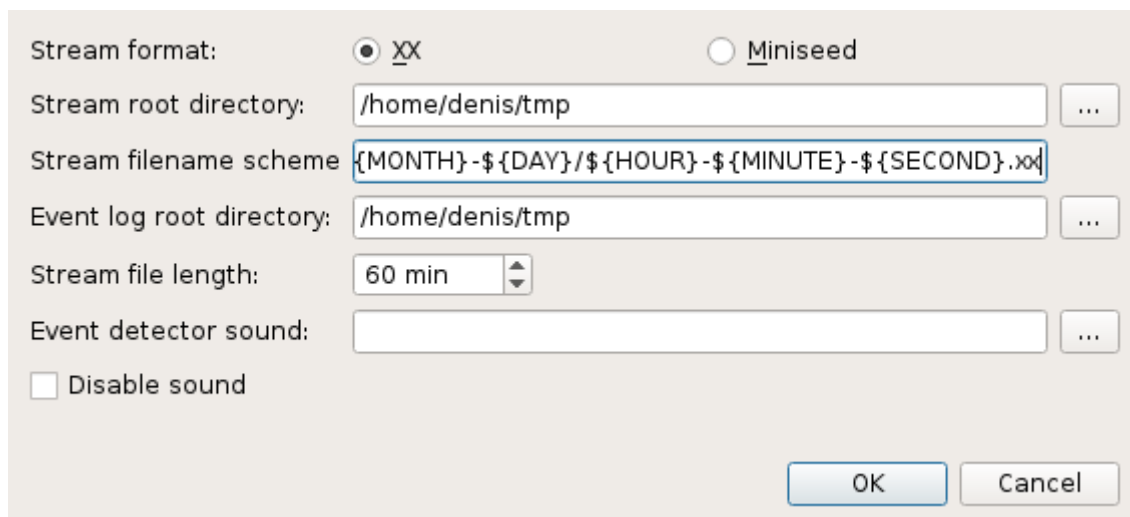 Stream format: XX Miniseed
Stream root directory: /home/denis/tmp ...
Stream filename scheme {MONTH}-${DAY}/${HOUR}-${MINUTE}-${SECOND}.xx
Event log root directory: /home/denis/tmp ...
Stream file length: 60 min
Event detector sound: ...
Disable sound
OK Cancel